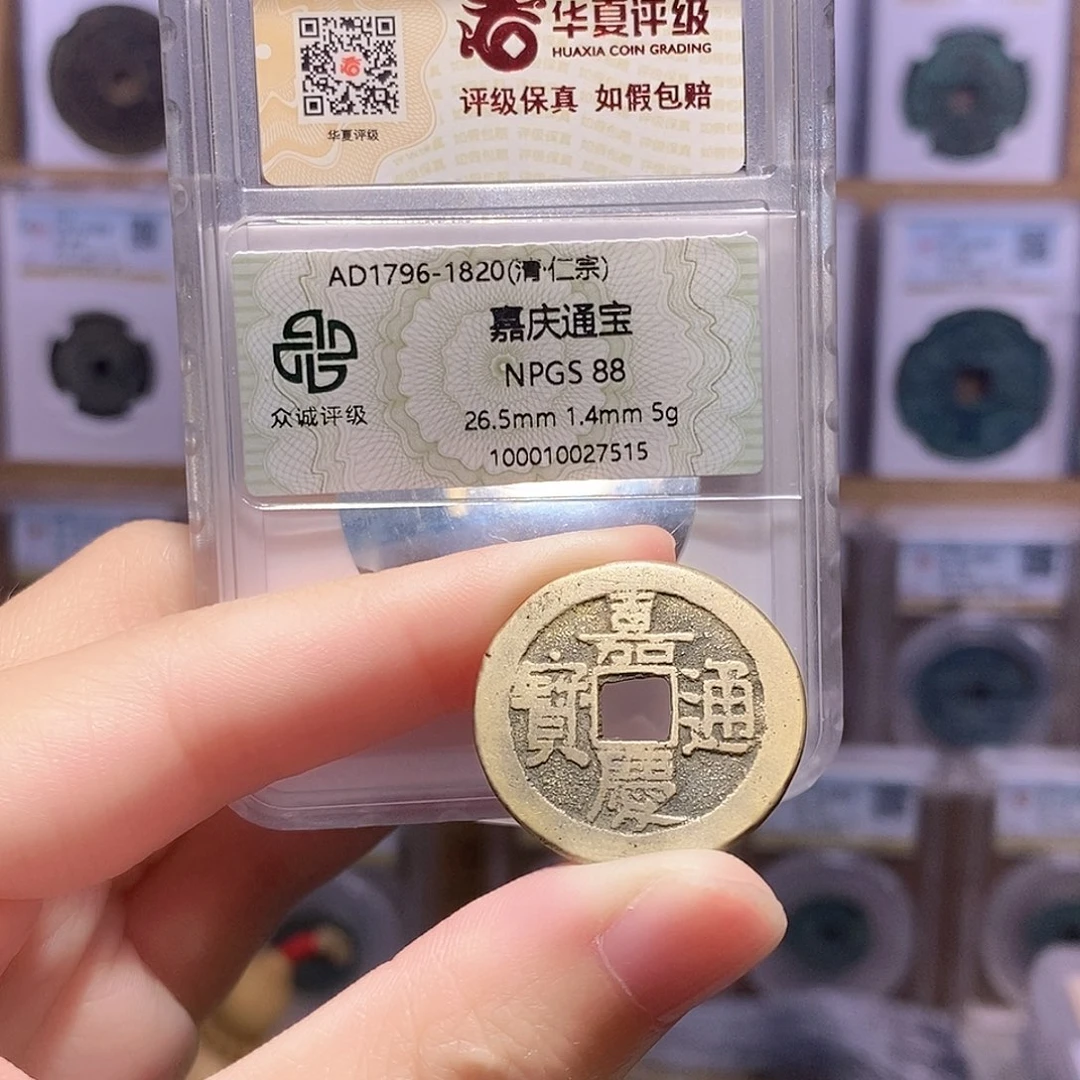 华夏评级
HUAXIA COIN GRADING
评级保真 如假包赔
华夏评级
AD1796-1820(清·仁宗)
嘉庆通宝
NPGS 88
众诚评级
26.5mm 1.4mm 5g
100010027515
嘉
慶
通
寳